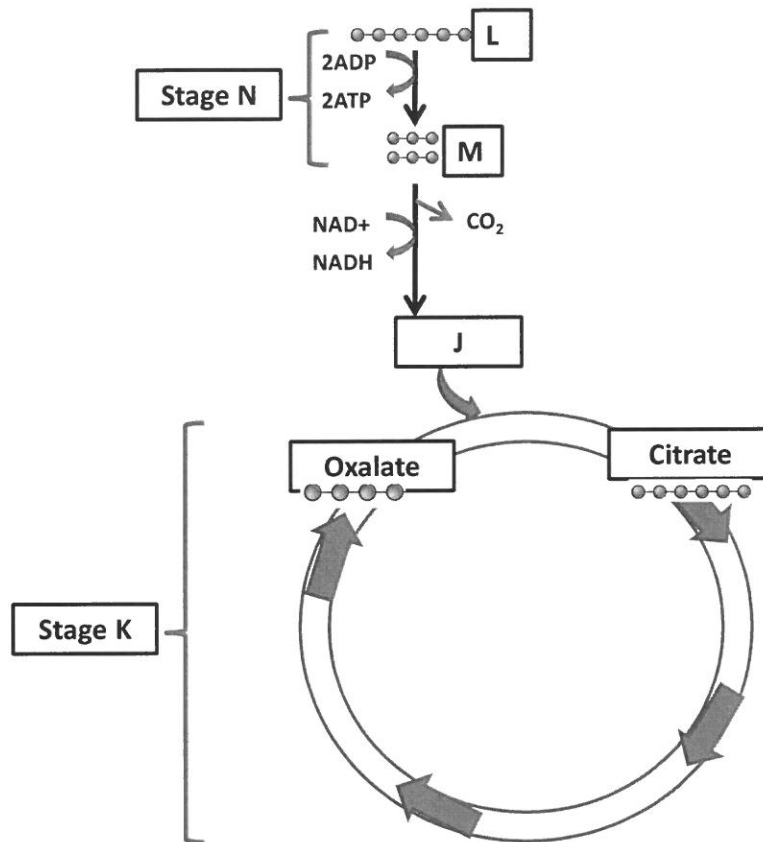 L
2ADP
Stage N
2ATP
M
NAD+
CO₂
NADH
J
Oxalate
Citrate
Stage K